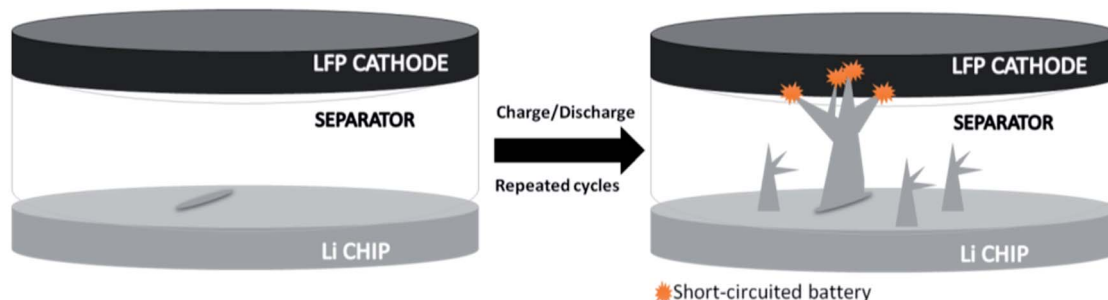 LFP CATHODE
SEPARATOR
Li CHIP
Charge/Discharge
Repeated cycles
LFP CATHODE
SEPARATOR
Li CHIP
Short-circuited battery